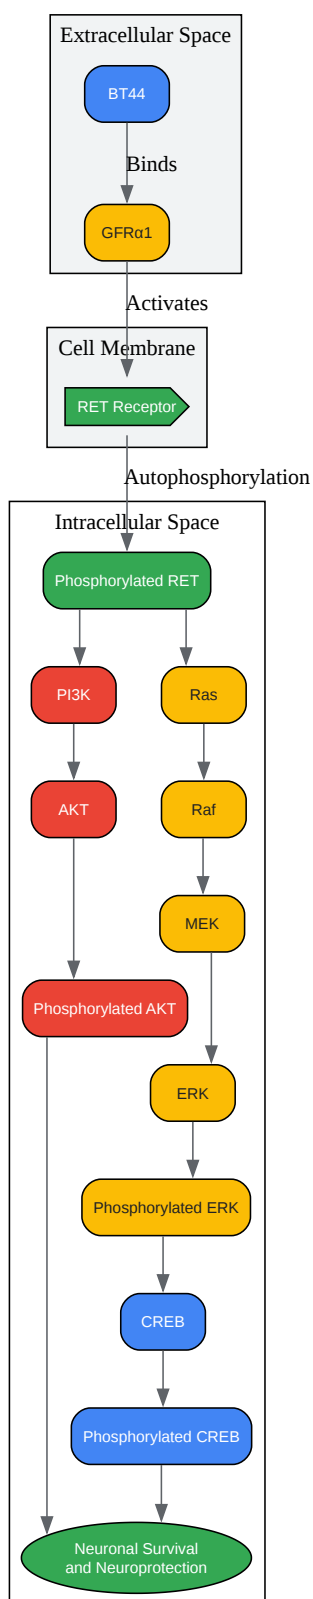 Extracellular Space
BT44
Binds
GFRα1
Activates
Cell Membrane
RET Receptor
Autophosphorylation
Intracellular Space
Phosphorylated RET
PI3K
Ras
AKT
Raf
MEK
Phosphorylated AKT
ERK
Phosphorylated ERK
CREB
Phosphorylated CREB
Neuronal Survival
and Neuroprotection